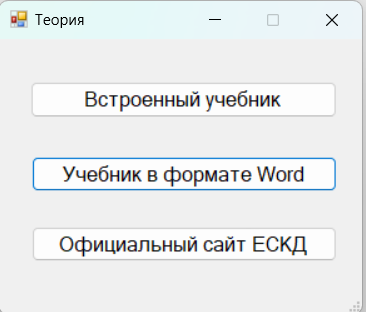 Теория
Встроенный учебник
Учебник в формате Word
Официальный сайт ЕСКД